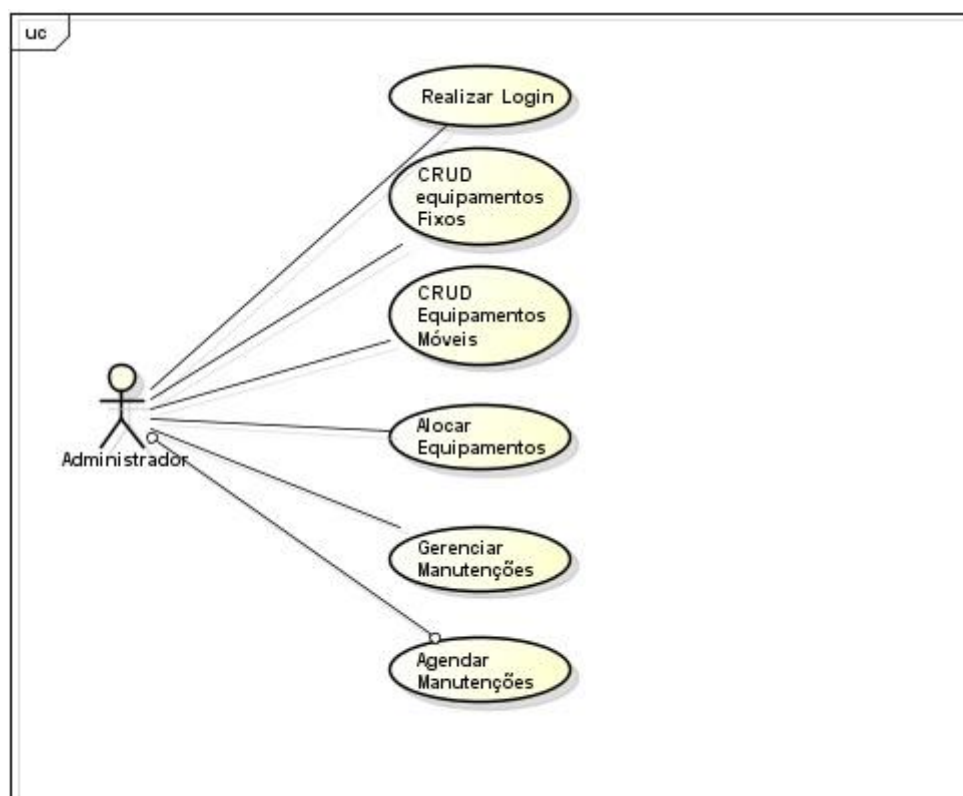 uc
Realizar Login
CRUD
equipamentos
Fixos
CRUD
Equipamentos
Móveis
Administrador
Alocar
Equipamentos
Gerenciar
Manutenções
Agendar
Manutenções